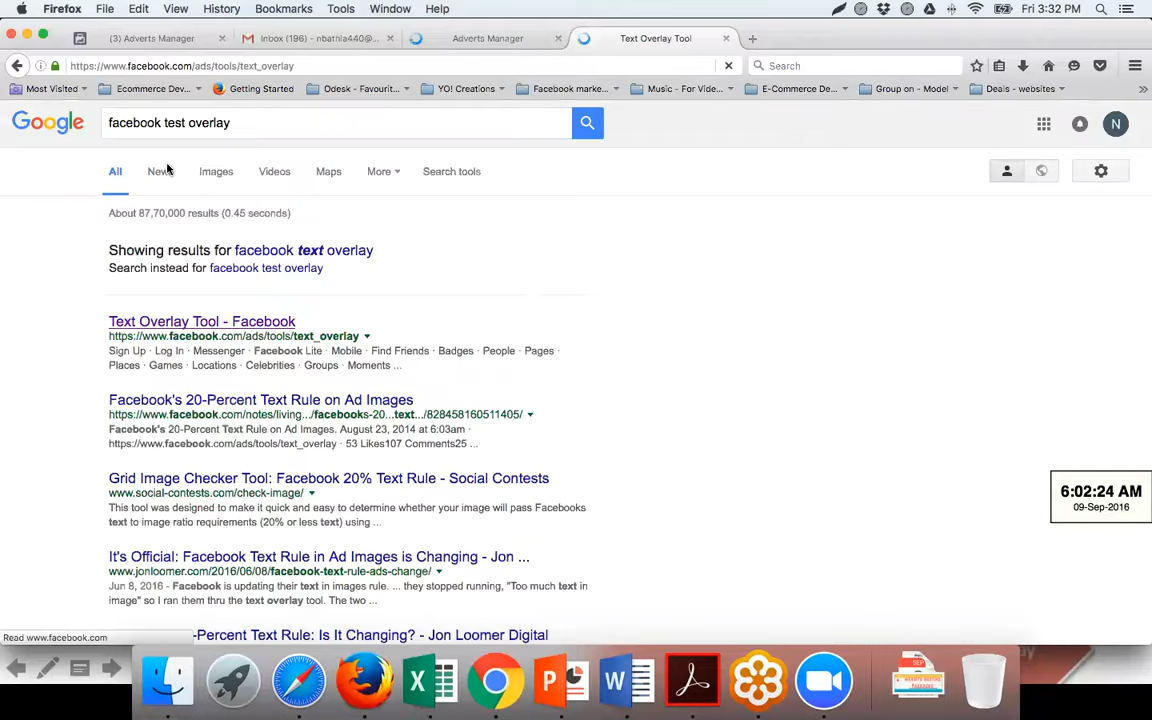 Firefox File Edit View History Bookmarks Tools Window Help Fri 3:32 PM
(3) Adverts Manager × Inbox (196) - nbathla440@... × Adverts Manager × Text Overlay Tool × +
https://www.facebook.com/ads/tools/text_overlay × Search
Most Visited Ecommerce Dev... Getting Started Odesk - Favourit... YO! Creations Facebook marke... Music - For Vide... E-Commerce De... Group on - Model Deals - websites
Google facebook test overlay N
All News Images Videos Maps More Search tools
About 87,70,000 results (0.45 seconds)
Showing results for facebook text overlay
Search instead for facebook test overlay
Text Overlay Tool - Facebook
https://www.facebook.com/ads/tools/text_overlay
Sign Up · Log In · Messenger · Facebook Lite · Mobile · Find Friends · Badges · People · Pages ·
Places · Games · Locations · Celebrities · Groups · Moments ...
Facebook's 20-Percent Text Rule on Ad Images
https://www.facebook.com/notes/living.../facebooks-20...text.../828458160511405/
Facebook's 20-Percent Text Rule on Ad Images. August 23, 2014 at 6:03am ·
https://www.facebook.com/ads/tools/text_overlay · 53 Likes107 Comments25 ...
Grid Image Checker Tool: Facebook 20% Text Rule - Social Contests
www.social-contests.com/check-image/
This tool was designed to make it quick and easy to determine whether your image will pass Facebooks
text to image ratio requirements (20% or less text) using ...
6:02:24 AM
09-Sep-2016
It's Official: Facebook Text Rule in Ad Images is Changing - Jon ...
www.jonloomer.com/2016/06/08/facebook-text-rule-ads-change/
Jun 8, 2016 - Facebook is updating their text in images rule. ... they stopped running, "Too much text in
image" so I ran them thru the text overlay tool. The two ...
-Percent Text Rule: Is It Changing? - Jon Loomer Digital
Read www.facebook.com
SEP